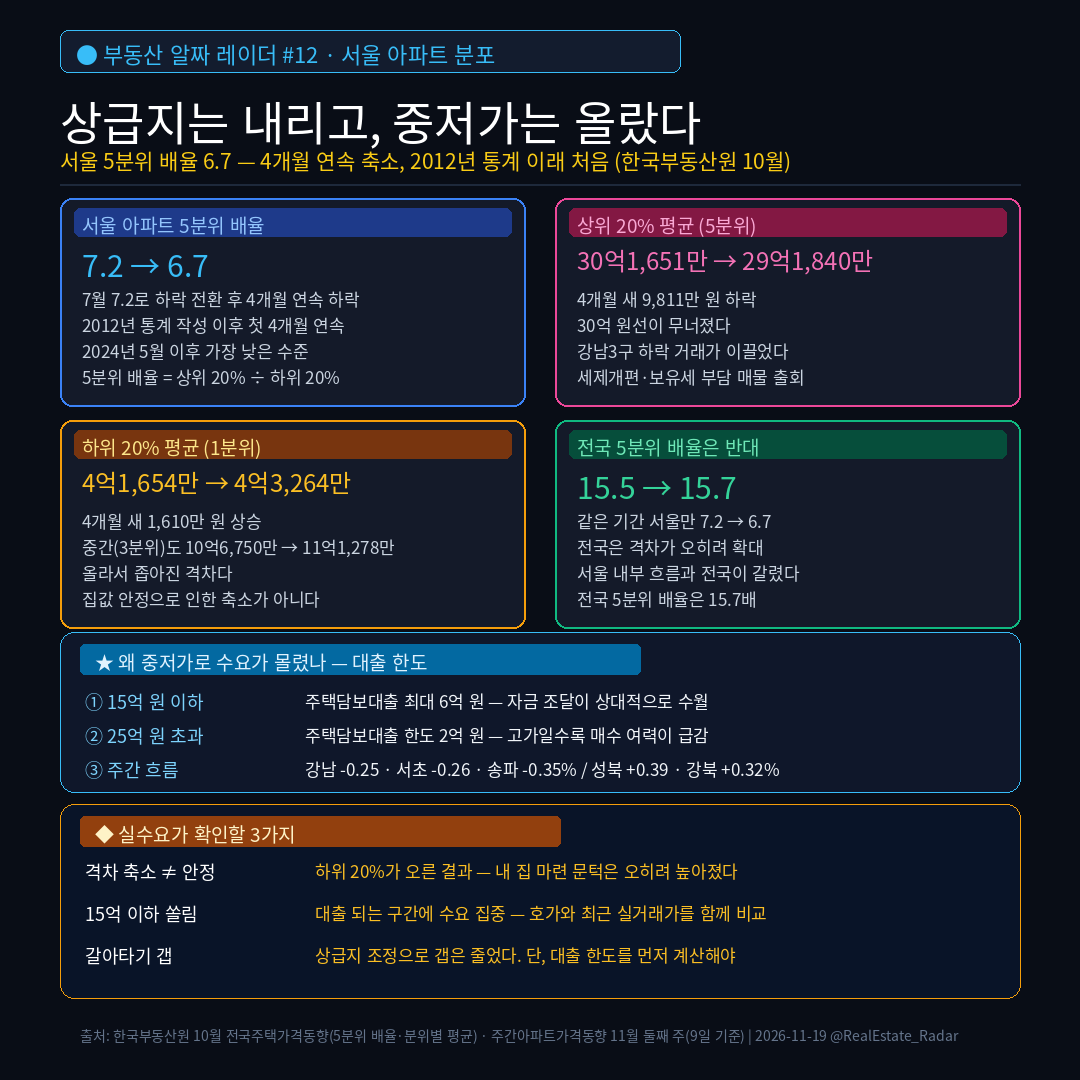 ● 부동산 알짜 레이더 #12 · 서울 아파트 분포
상급지는 내리고, 중저가는 올랐다
서울 5분위 배율 6.7 — 4개월 연속 축소, 2012년 통계 이래 처음 (한국부동산원 10월)
서울 아파트 5분위 배율
7.2 → 6.7
7월 7.2로 하락 전환 후 4개월 연속 하락
2012년 통계 작성 이후 첫 4개월 연속
2024년 5월 이후 가장 낮은 수준
5분위 배율 = 상위 20% ÷ 하위 20%
상위 20% 평균 (5분위)
30억1,651만 → 29억1,840만
4개월 새 9,811만 원 하락
30억 원선이 무너졌다
강남3구 하락 거래가 이끌었다
세제개편·보유세 부담 매물 출회
하위 20% 평균 (1분위)
4억1,654만 → 4억3,264만
4개월 새 1,610만 원 상승
중간(3분위)도 10억6,750만 → 11억1,278만
올라서 좁아진 격차다
집값 안정으로 인한 축소가 아니다
전국 5분위 배율은 반대
15.5 → 15.7
같은 기간 서울만 7.2 → 6.7
전국은 격차가 오히려 확대
서울 내부 흐름과 전국이 갈렸다
전국 5분위 배율은 15.7배
★ 왜 중저가로 수요가 몰렸나 — 대출 한도
① 15억 원 이하 주택담보대출 최대 6억 원 — 자금 조달이 상대적으로 수월
② 25억 원 초과 주택담보대출 한도 2억 원 — 고가일수록 매수 여력이 급감
③ 주간 흐름 강남 -0.25 · 서초 -0.26 · 송파 -0.35% / 성북 +0.39 · 강북 +0.32%
◆ 실수요가 확인할 3가지
격차 축소 ≠ 안정 하위 20%가 오른 결과 — 내 집 마련 문턱은 오히려 높아졌다
15억 이하 쏠림 대출 되는 구간에 수요 집중 — 호가와 최근 실거래가를 함께 비교
갈아타기 갭 상급지 조정으로 갭은 줄었다. 단, 대출 한도를 먼저 계산해야
출처: 한국부동산원 10월 전국주택가격동향(5분위 배율·분위별 평균) · 주간아파트가격동향 11월 둘째 주(9일 기준) | 2026-11-19 @RealEstate_Radar